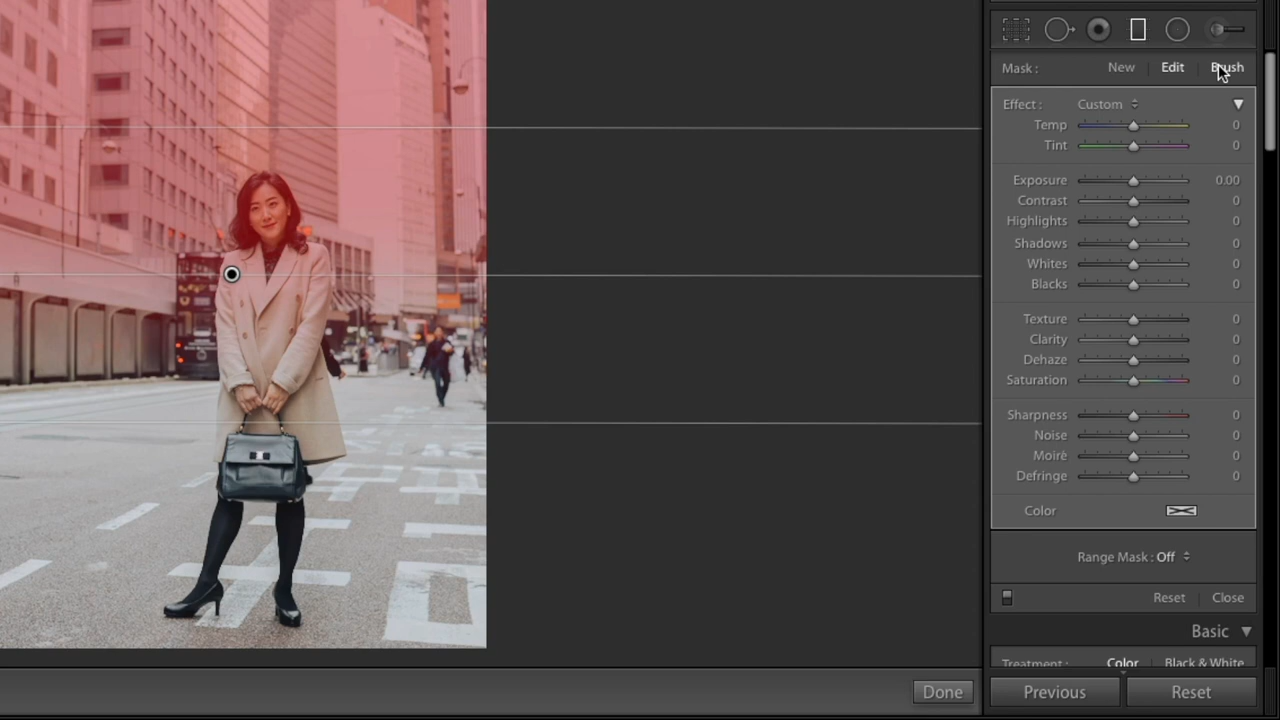 Mask : New Edit Brush
Effect : Custom
Temp 0
Tint 0
Exposure 0.00
Contrast 0
Highlights 0
Shadows 0
Whites 0
Blacks 0
Texture 0
Clarity 0
Dehaze 0
Saturation 0
Sharpness 0
Noise 0
Moiré 0
Defringe 0
Color
Range Mask : Off
Reset Close
Basic
Treatment : Color Black & White
Done Previous Reset